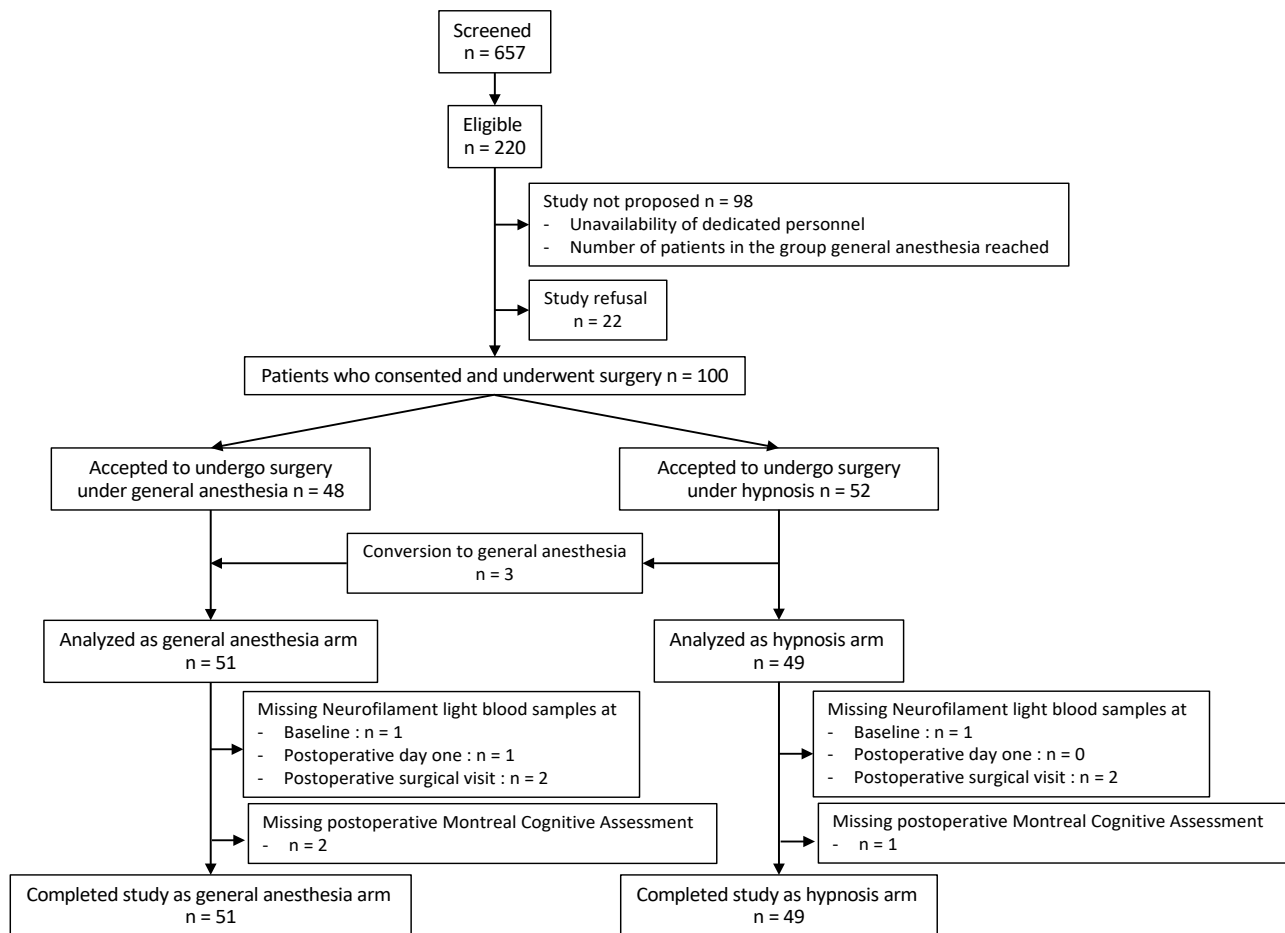 Screened
n = 657
Eligible
n = 220
Study not proposed n = 98
- Unavailability of dedicated personnel
- Number of patients in the group general anesthesia reached
Study refusal
n = 22
Patients who consented and underwent surgery n = 100
Accepted to undergo surgery
under general anesthesia n = 48
Accepted to undergo surgery
under hypnosis n = 52
Conversion to general anesthesia
n = 3
Analyzed as general anesthesia arm
n = 51
Analyzed as hypnosis arm
n = 49
Missing Neurofilament light blood samples at
- Baseline : n = 1
- Postoperative day one : n = 1
- Postoperative surgical visit : n = 2
Missing Neurofilament light blood samples at
- Baseline : n = 1
- Postoperative day one : n = 0
- Postoperative surgical visit : n = 2
Missing postoperative Montreal Cognitive Assessment
- n = 2
Missing postoperative Montreal Cognitive Assessment
- n = 1
Completed study as general anesthesia arm
n = 51
Completed study as hypnosis arm
n = 49